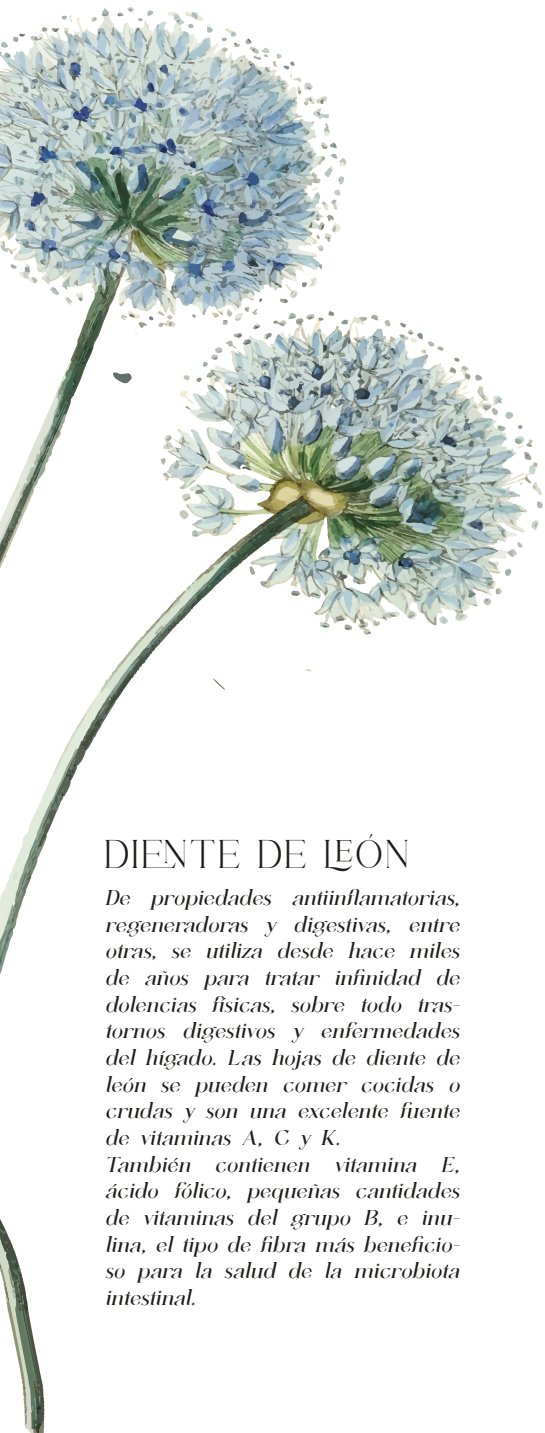 DIENTE DE LEÓN
De propiedades antiinflamatorias,
regeneradoras y digestivas, entre
otras, se utiliza desde hace miles
de años para tratar infinidad de
dolencias físicas, sobre todo tras-
tornos digestivos y enfermedades
del hígado. Las hojas de diente de
león se pueden comer cocidas o
crudas y son una excelente fuente
de vitaminas A, C y K.
También contienen vitamina E,
ácido fólico, pequeñas cantidades
de vitaminas del grupo B, e inu-
lina, el tipo de fibra más beneficio-
so para la salud de la microbiota
intestinal.